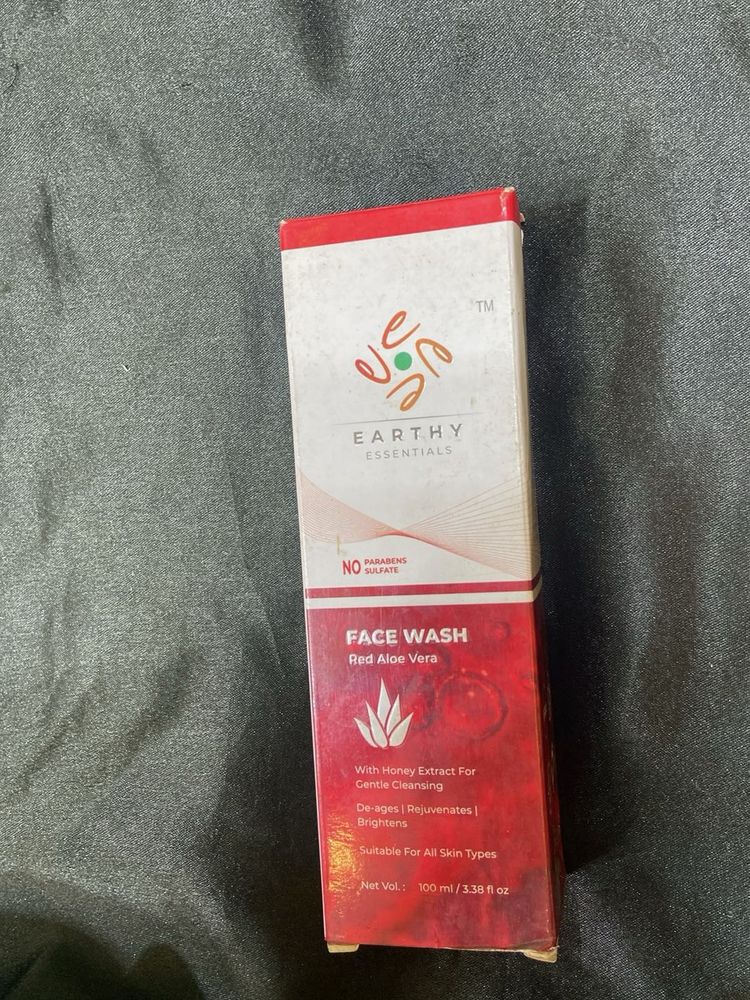 TM
EARTHY
ESSENTIALS
NO PARABENS
SULFATE
FACE WASH
Red Aloe Vera
With Honey Extract For
Gentle Cleansing
De-ages | Rejuvenates |
Brightens
Suitable For All Skin Types
Net Vol. : 100 ml / 3.38 fl oz